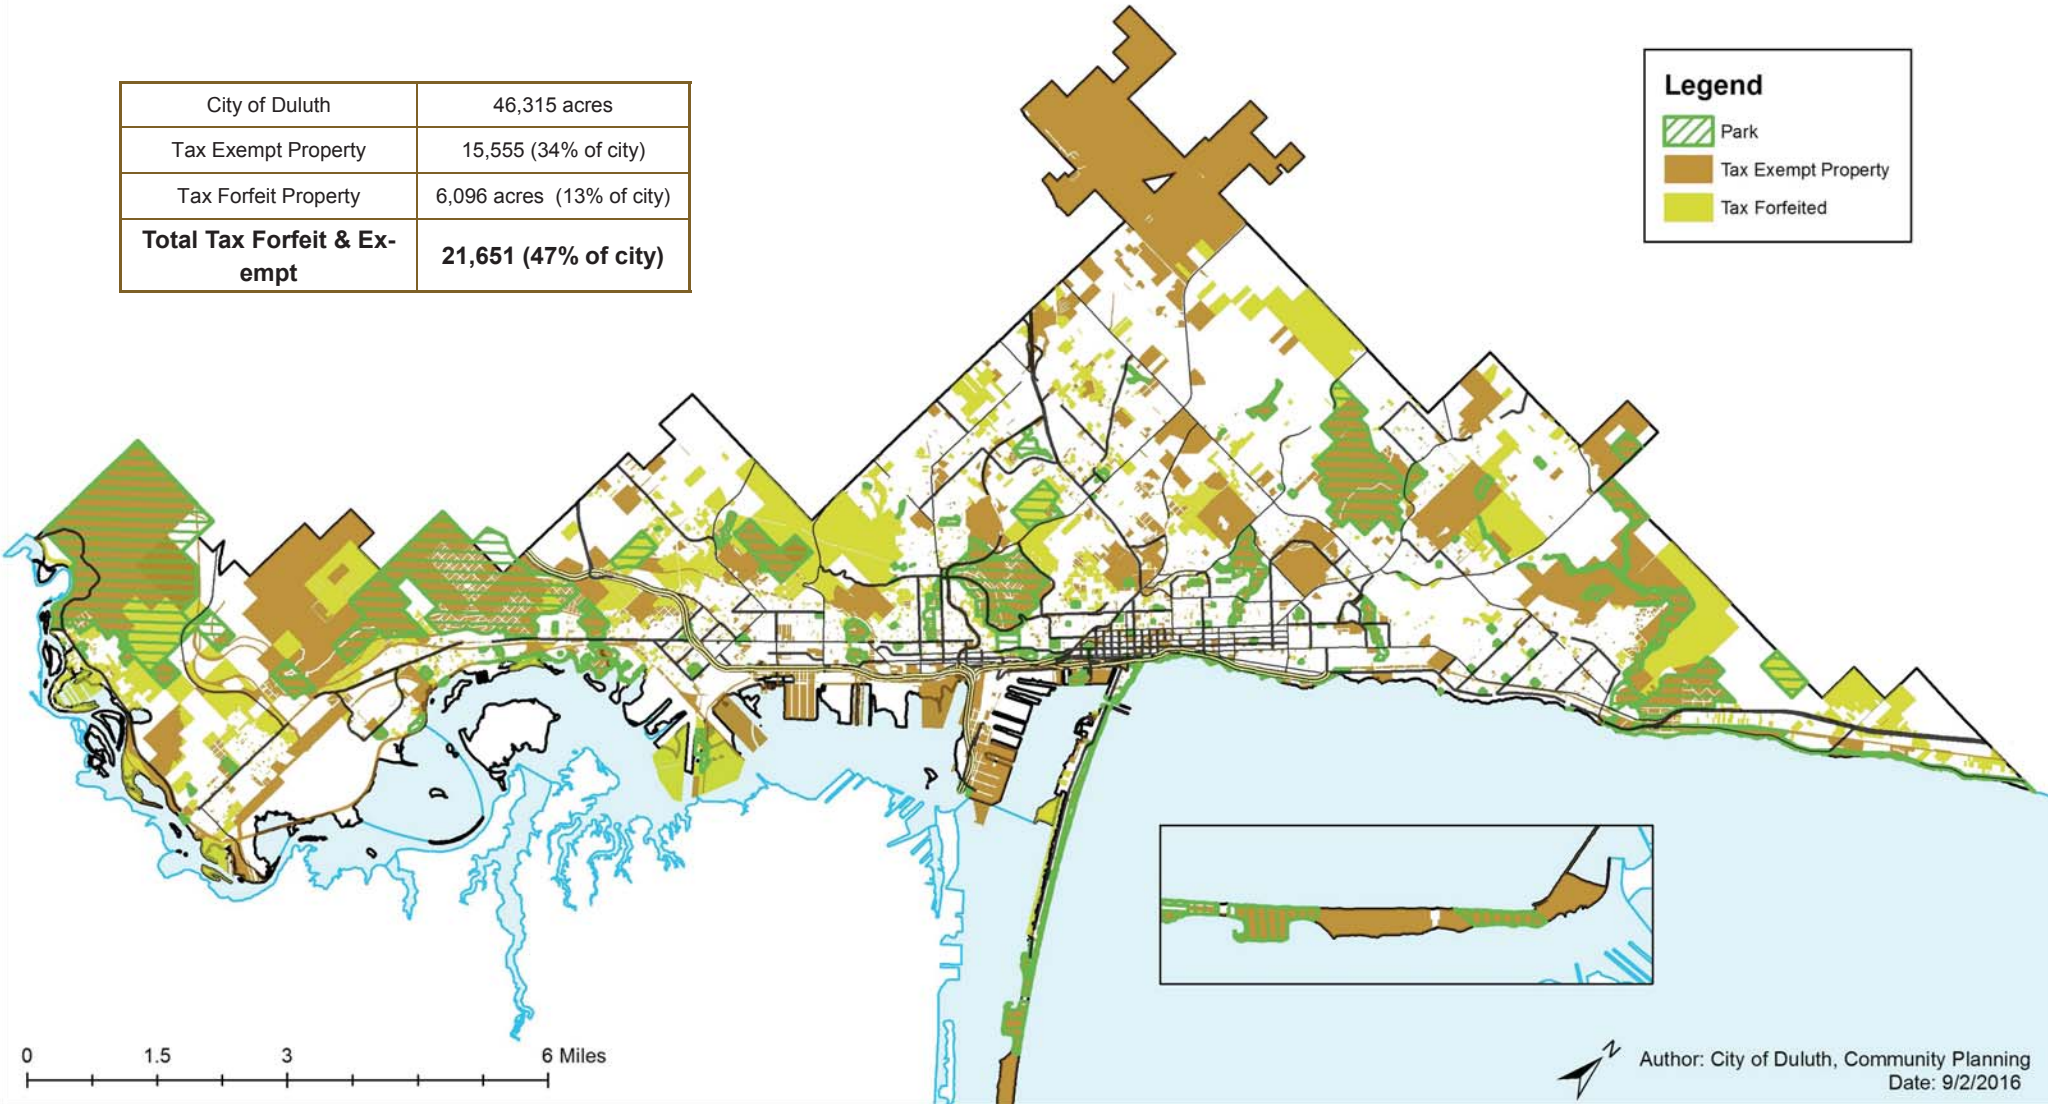 City of Duluth 46,315 acres
Tax Exempt Property 15,555 (34% of city)
Tax Forfeit Property 6,096 acres (13% of city)
Total Tax Forfeit & Ex-
empt 21,651 (47% of city)
Legend
Park
Tax Exempt Property
Tax Forfeited
0 1.5 3 6 Miles
N
Author: City of Duluth, Community Planning
Date: 9/2/2016